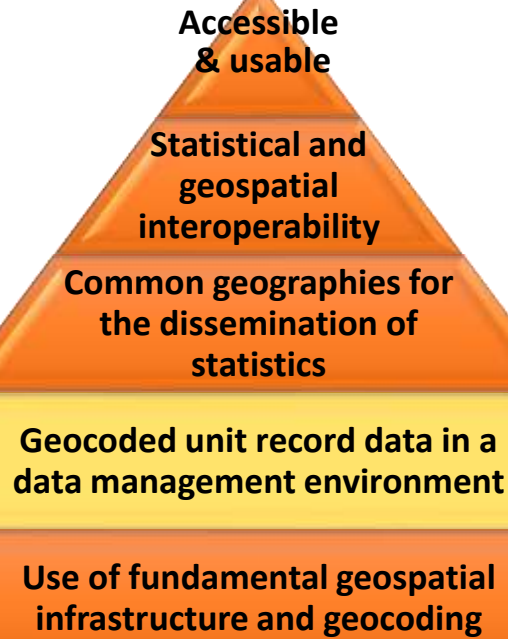 Accessible
& usable
Statistical and
geospatial
interoperability
Common geographies for
the dissemination of
statistics
Geocoded unit record data in a
data management environment
Use of fundamental geospatial
infrastructure and geocoding